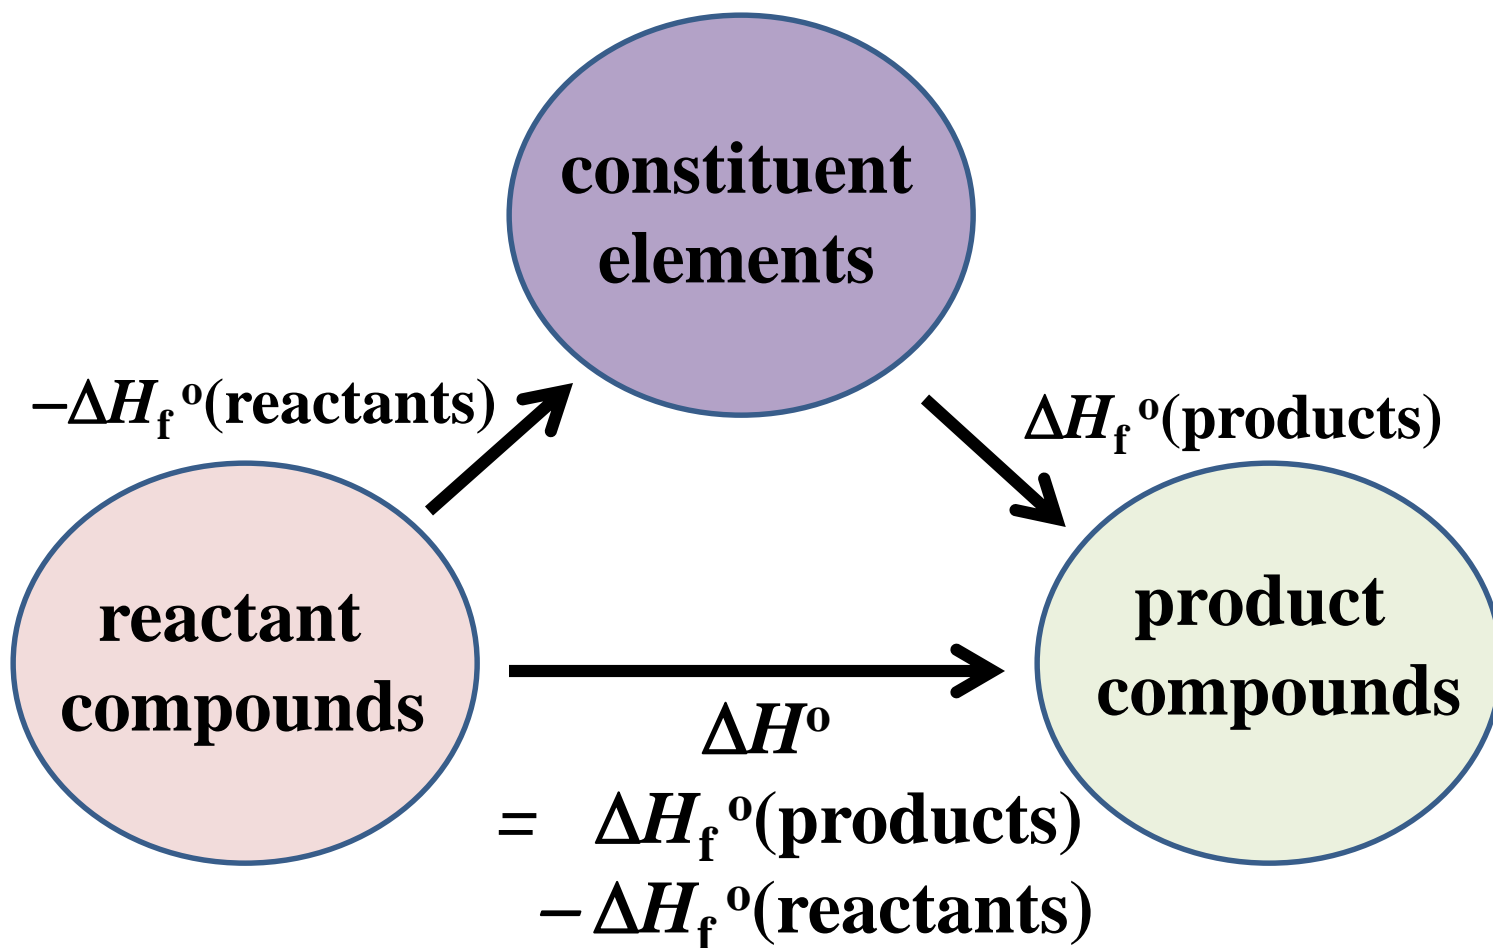 constituent
elements
−ΔHf°(reactants)
ΔHf°(products)
reactant
compounds
product
compounds
ΔH°
= ΔHf°(products)
− ΔHf°(reactants)